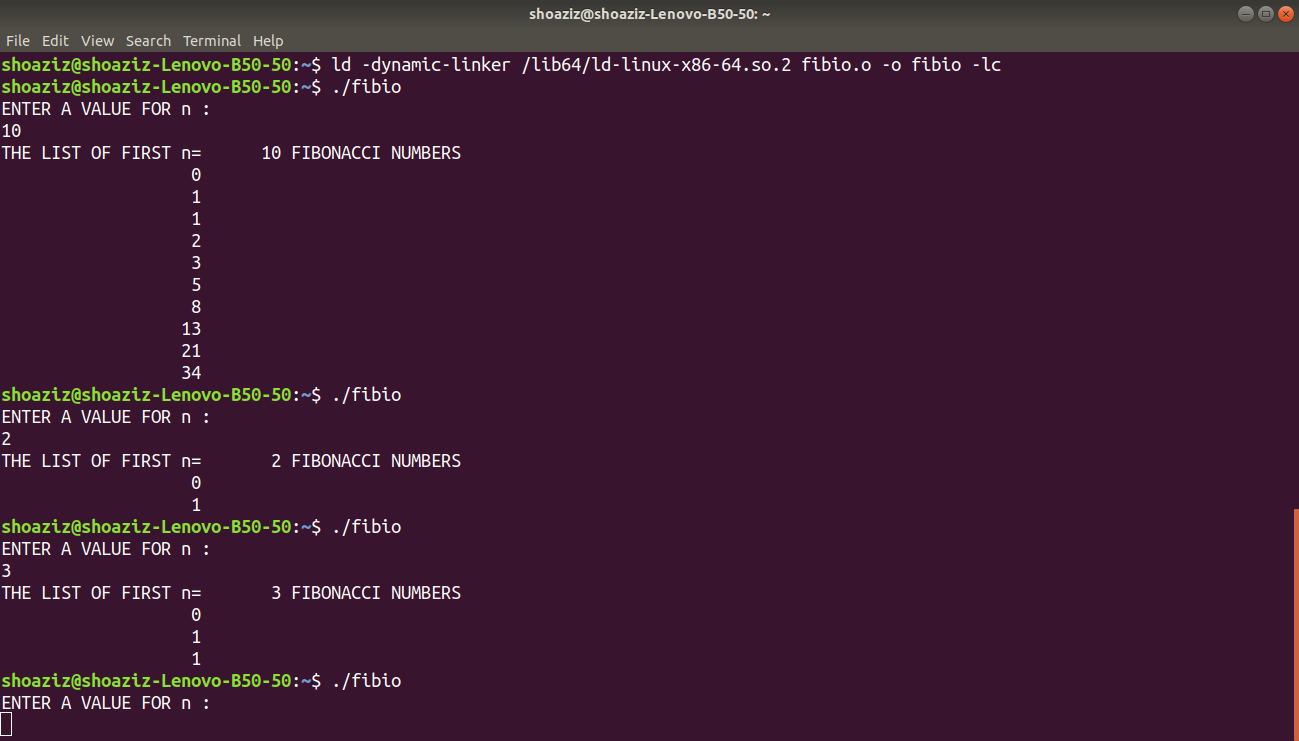 shoaziz@shoaziz-Lenovo-B50-50: ~
File Edit View Search Terminal Help
shoaziz@shoaziz-Lenovo-B50-50:~$ ld -dynamic-linker /lib64/ld-linux-x86-64.so.2 fibio.o -o fibio -lc
shoaziz@shoaziz-Lenovo-B50-50:~$ ./fibio
ENTER A VALUE FOR n :
10
THE LIST OF FIRST n=      10 FIBONACCI NUMBERS
                   0
                   1
                   1
                   2
                   3
                   5
                   8
                  13
                  21
                  34
shoaziz@shoaziz-Lenovo-B50-50:~$ ./fibio
ENTER A VALUE FOR n :
2
THE LIST OF FIRST n=       2 FIBONACCI NUMBERS
                   0
                   1
shoaziz@shoaziz-Lenovo-B50-50:~$ ./fibio
ENTER A VALUE FOR n :
3
THE LIST OF FIRST n=       3 FIBONACCI NUMBERS
                   0
                   1
                   1
shoaziz@shoaziz-Lenovo-B50-50:~$ ./fibio
ENTER A VALUE FOR n :